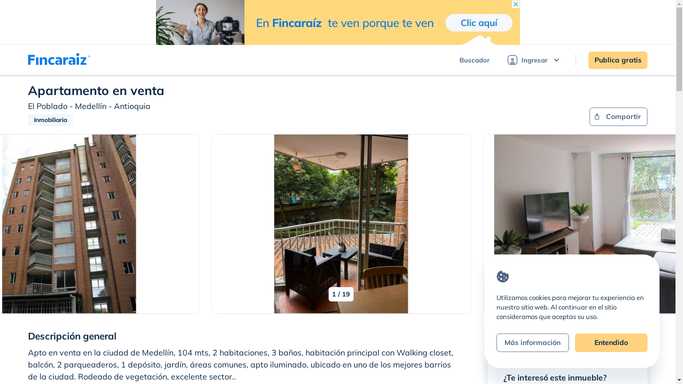 En Fincaraíz te ven porque te ven
Clic aquí
Fincaraiz
Buscador
Ingresar
Publica gratis
Apartamento en venta
El Poblado - Medellín - Antioquia
Inmobiliaria
Compartir
1 / 19
Utilizamos cookies para mejorar tu experiencia en
nuestro sitio web. Al continuar en el sitio
consideramos que aceptas su uso.
Más información
Entendido
Descripción general
Apto en venta en la ciudad de Medellín, 104 mts, 2 habitaciones, 3 baños, habitación principal con Walking closet,
balcón, 2 parqueaderos, 1 depósito, jardín, áreas comunes, apto iluminado, ubicado en uno de los mejores barrios
de la ciudad. Rodeado de vegetación, excelente sector..
¿Te interesó este inmueble?